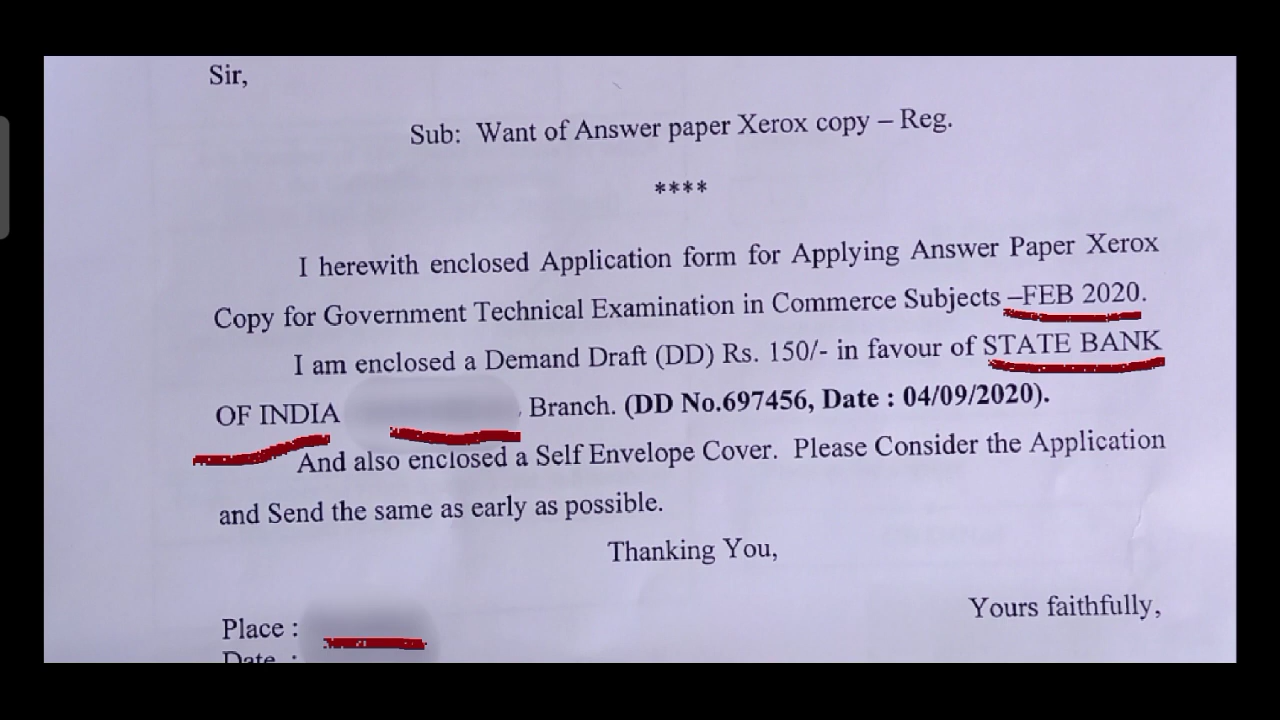 Sir,
Sub: Want of Answer paper Xerox copy – Reg.
****
I herewith enclosed Application form for Applying Answer Paper Xerox
Copy for Government Technical Examination in Commerce Subjects –FEB 2020.
I am enclosed a Demand Draft (DD) Rs. 150/- in favour of STATE BANK
OF INDIA , Branch. (DD No.697456, Date : 04/09/2020).
And also enclosed a Self Envelope Cover. Please Consider the Application
and Send the same as early as possible.
Thanking You,
Yours faithfully,
Place :
Date :